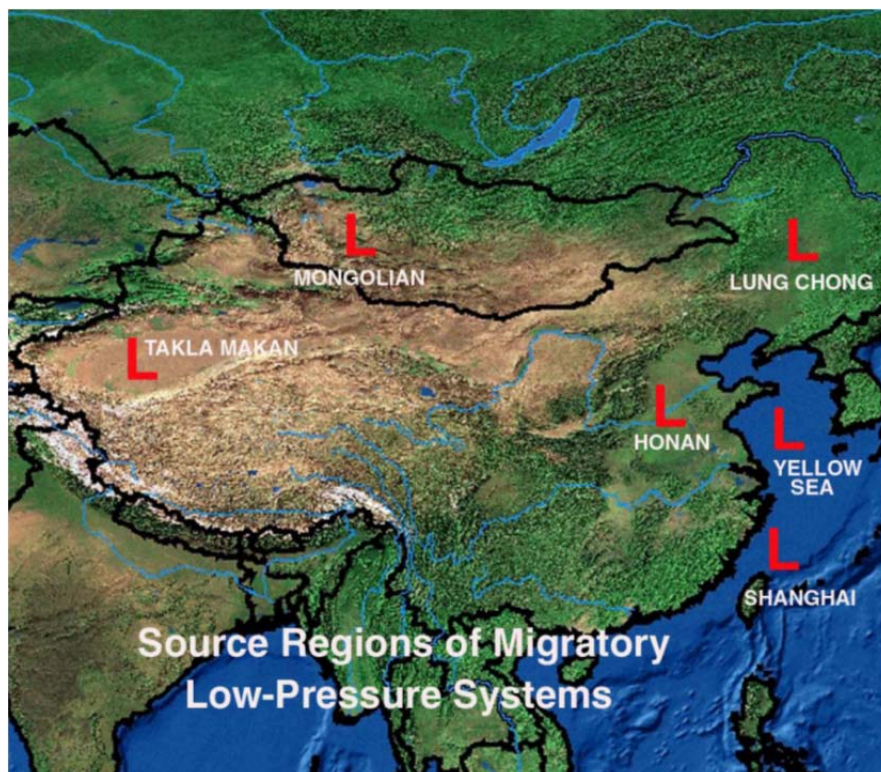 L
MONGOLIAN
L
LUNG CHONG
L
TAKLA MAKAN
L
HONAN
L
YELLOW
SEA
L
SHANGHAI
Source Regions of Migratory
Low-Pressure Systems